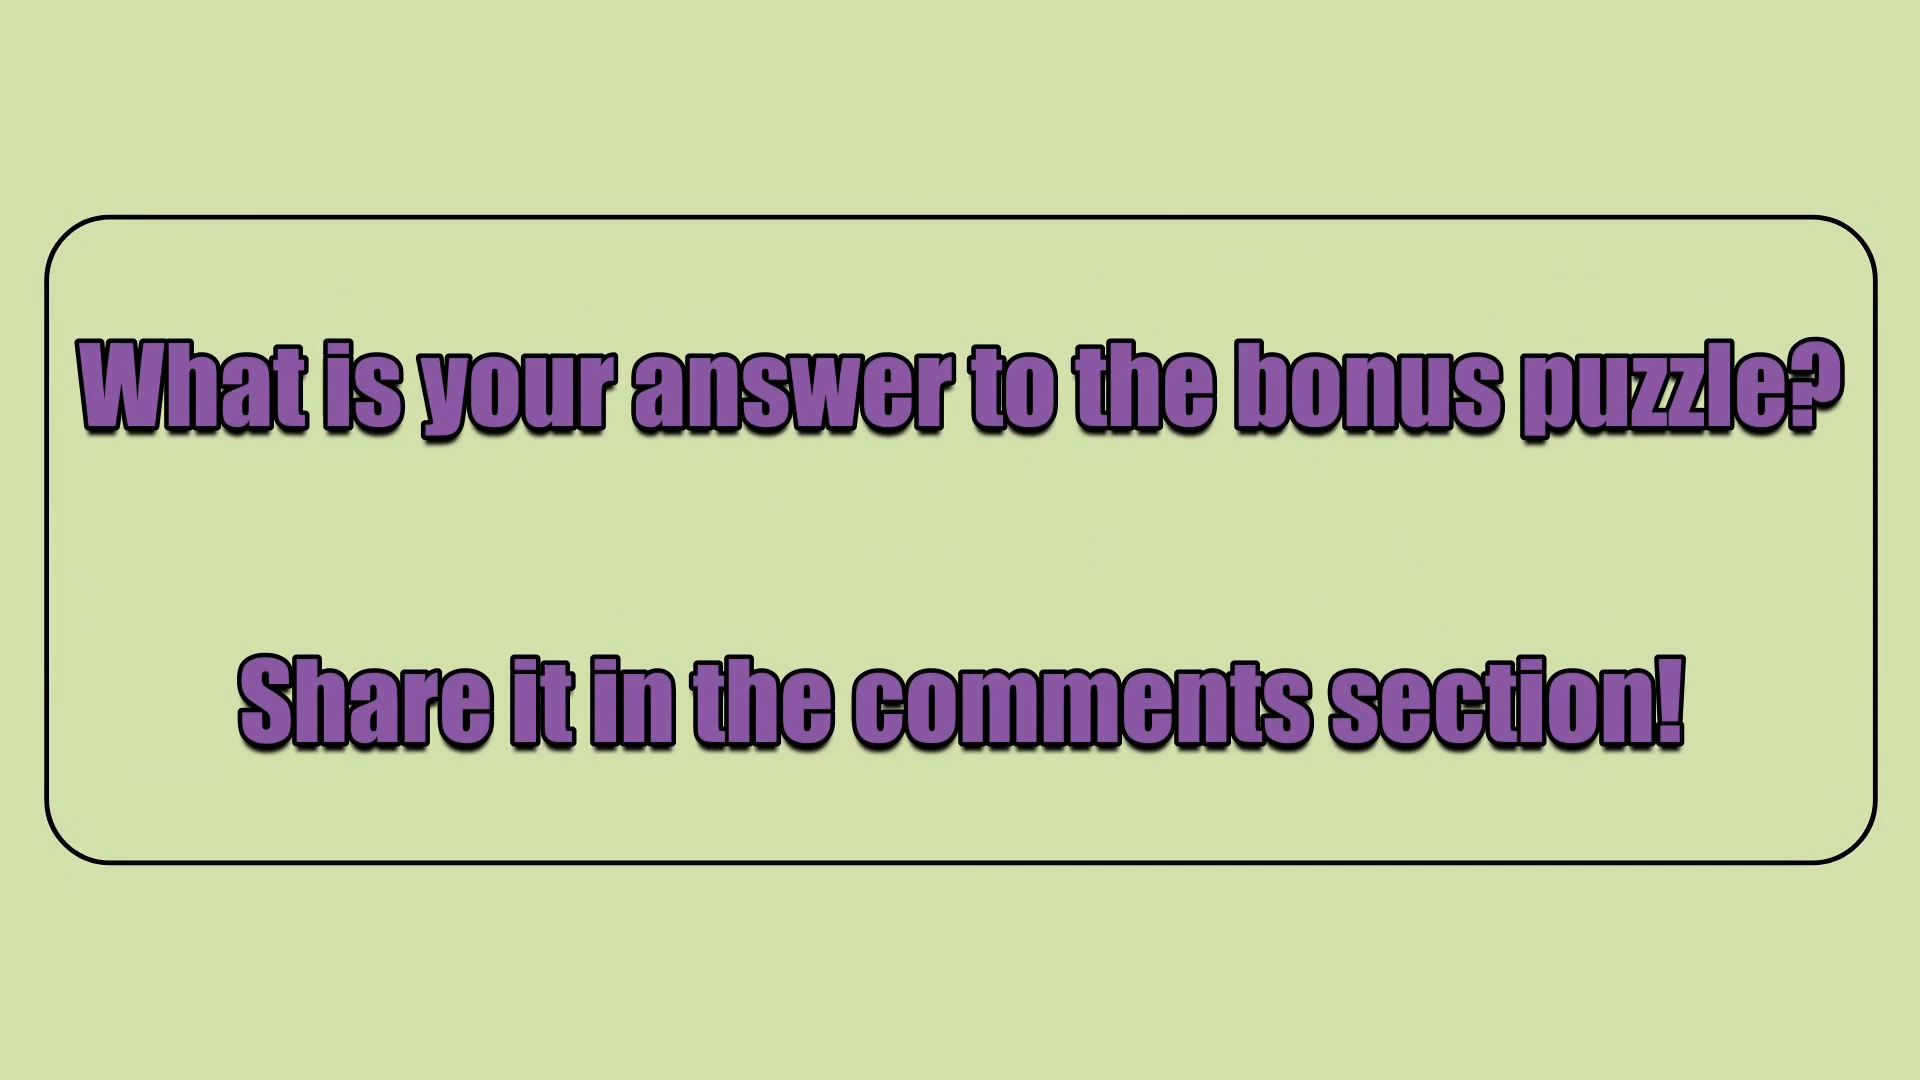 What is your answer to the bonus puzzle?
Share it in the comments section!